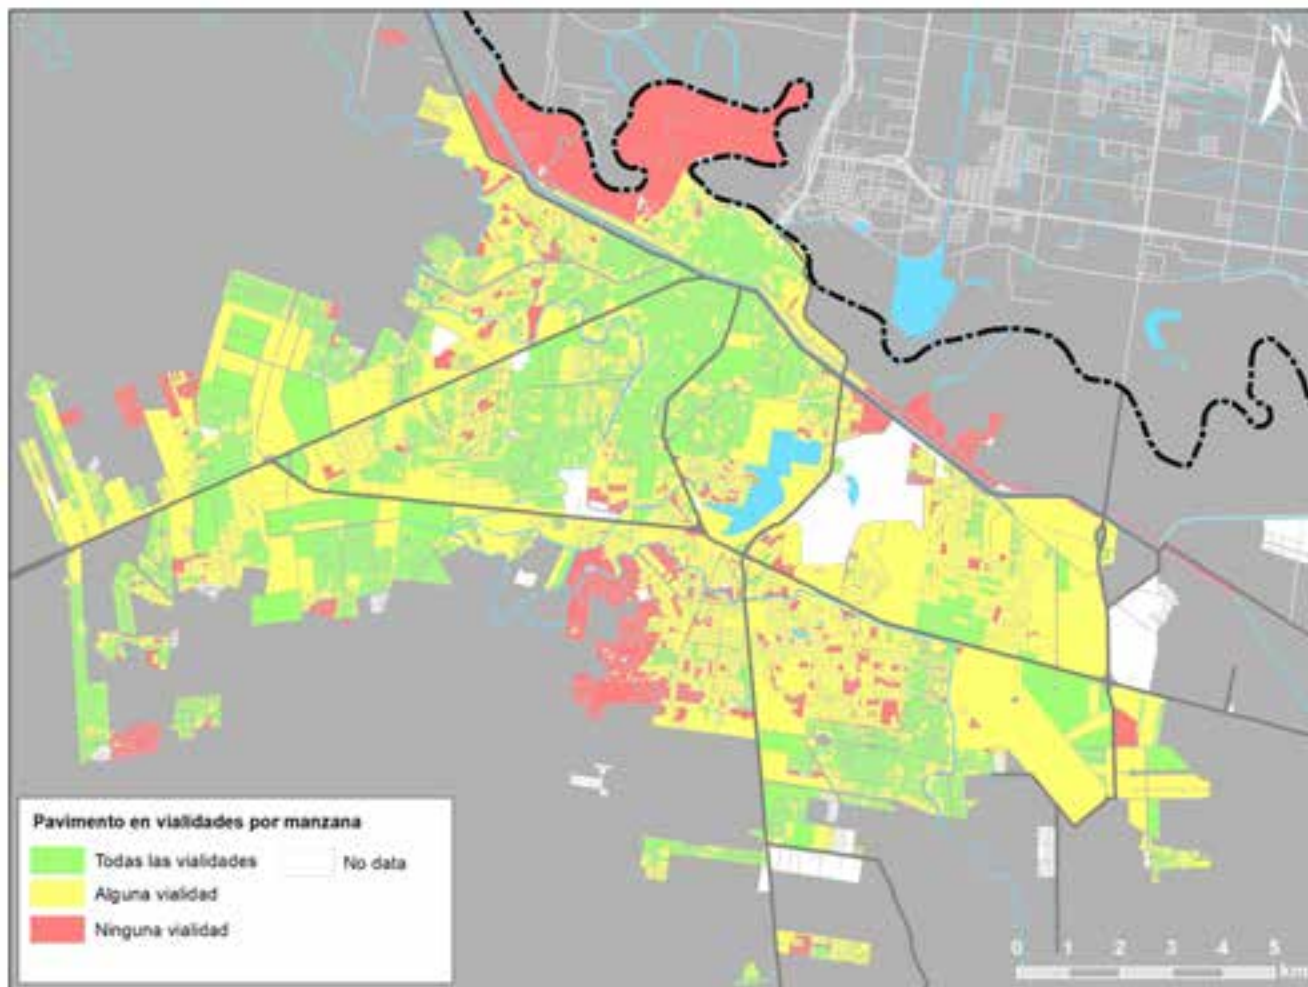 N
Pavimento en vialidades por manzana
Todas las vialidades
No data
Alguna vialidad
Ninguna vialidad
0 1 2 3 4 5
km